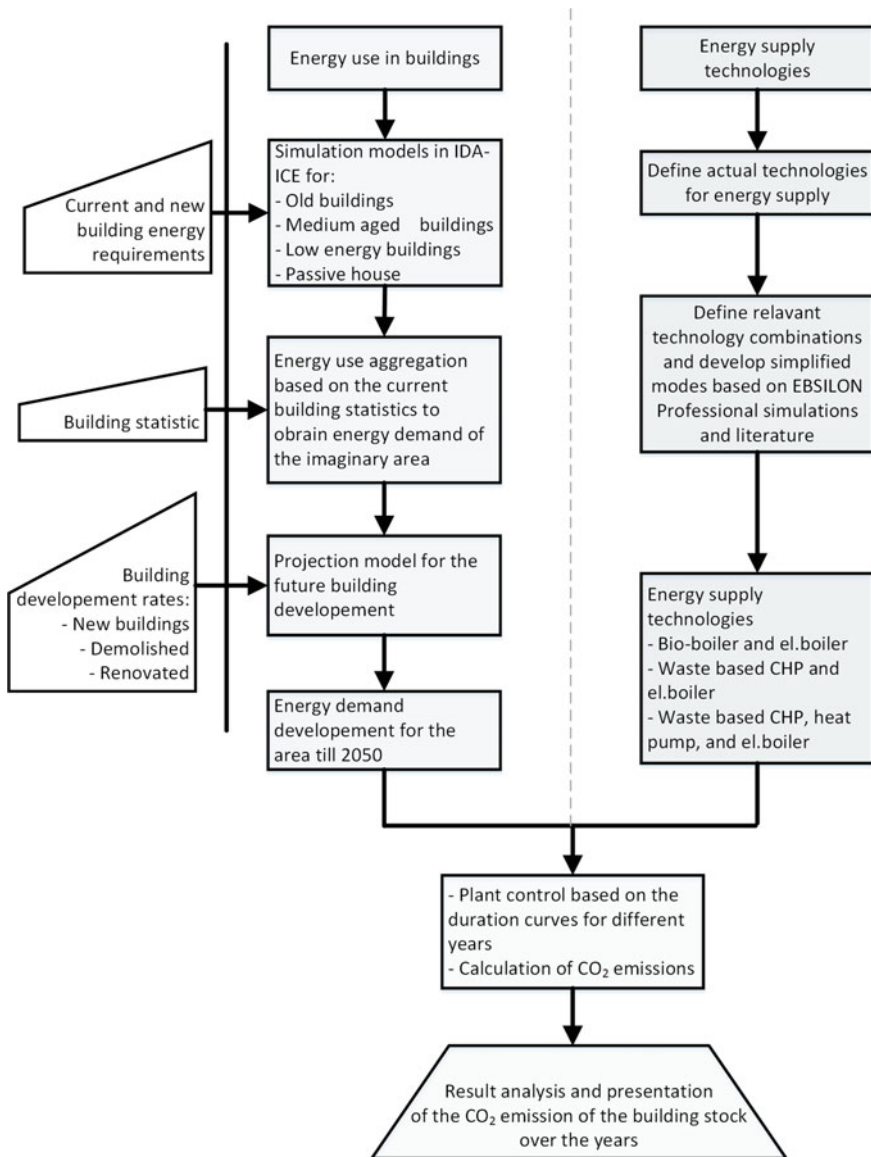 Energy use in buildings
Simulation models in IDA-
ICE for:
- Old buildings
- Medium aged buildings
- Low energy buildings
- Passive house
Current and new
building energy
requirements
Energy use aggregation
based on the current
building statistics to
obrain energy demand of
the imaginary area
Building statistic
Projection model for the
future building
developement
Building
developement rates:
- New buildings
- Demolished
- Renovated
Energy demand
developement for the
area till 2050
Energy supply
technologies
Define actual technologies
for energy supply
Define relavant
technology combinations
and develop simplified
modes based on EBSILON
Professional simulations
and literature
Energy supply
technologies
- Bio-boiler and el.boiler
- Waste based CHP and
el.boiler
- Waste based CHP, heat
pump, and el.boiler
- Plant control based on the
duration curves for different
years
- Calculation of CO₂ emissions
Result analysis and presentation
of the CO₂ emission of the building stock
over the years